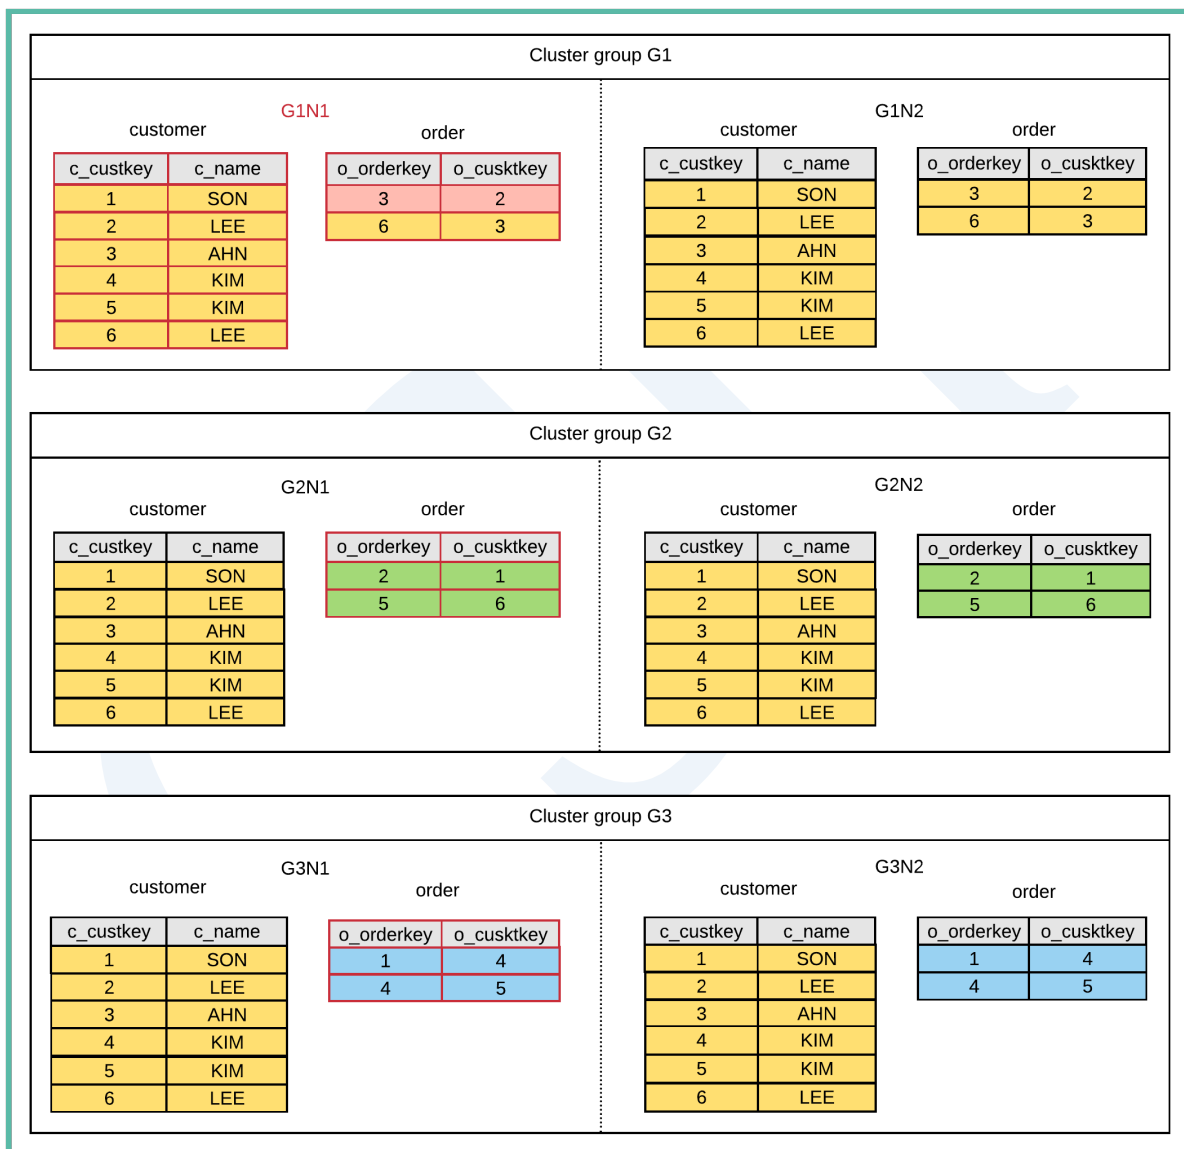 Cluster group G1
G1N1
customer
order
c_custkey c_name
1 SON
2 LEE
3 AHN
4 KIM
5 KIM
6 LEE
o_orderkey o_cusktkey
3 2
6 3
G1N2
customer
order
c_custkey c_name
1 SON
2 LEE
3 AHN
4 KIM
5 KIM
6 LEE
o_orderkey o_cusktkey
3 2
6 3
Cluster group G2
G2N1
customer
order
c_custkey c_name
1 SON
2 LEE
3 AHN
4 KIM
5 KIM
6 LEE
o_orderkey o_cusktkey
2 1
5 6
G2N2
customer
order
c_custkey c_name
1 SON
2 LEE
3 AHN
4 KIM
5 KIM
6 LEE
o_orderkey o_cusktkey
2 1
5 6
Cluster group G3
G3N1
customer
order
c_custkey c_name
1 SON
2 LEE
3 AHN
4 KIM
5 KIM
6 LEE
o_orderkey o_cusktkey
1 4
4 5
G3N2
customer
order
c_custkey c_name
1 SON
2 LEE
3 AHN
4 KIM
5 KIM
6 LEE
o_orderkey o_cusktkey
1 4
4 5